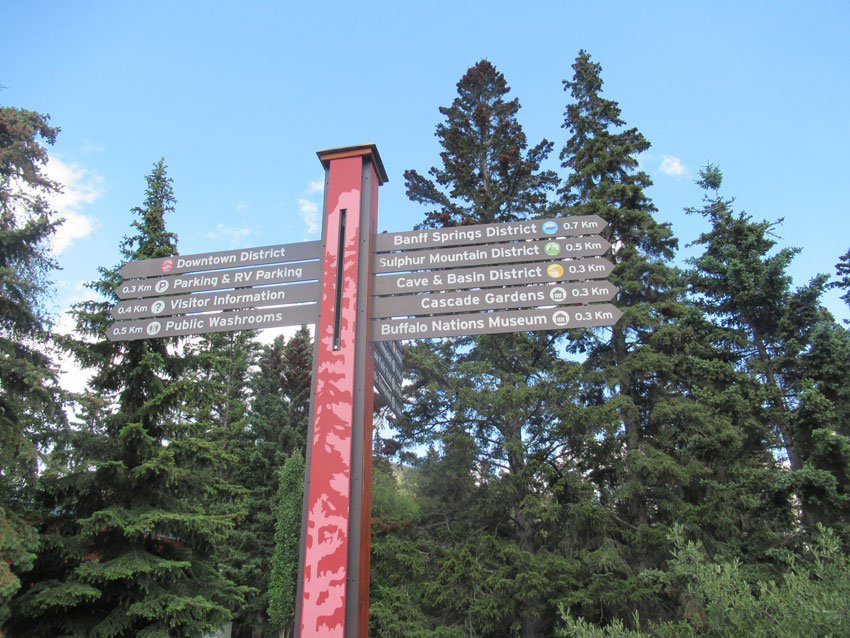 Downtown District
0.3 Km P Parking & RV Parking
0.4 Km ? Visitor Information
0.5 Km Public Washrooms
Banff Springs District 0.7 Km
Sulphur Mountain District 0.5 Km
Cave & Basin District 0.3 Km
Cascade Gardens 0.3 Km
Buffalo Nations Museum 0.3 Km